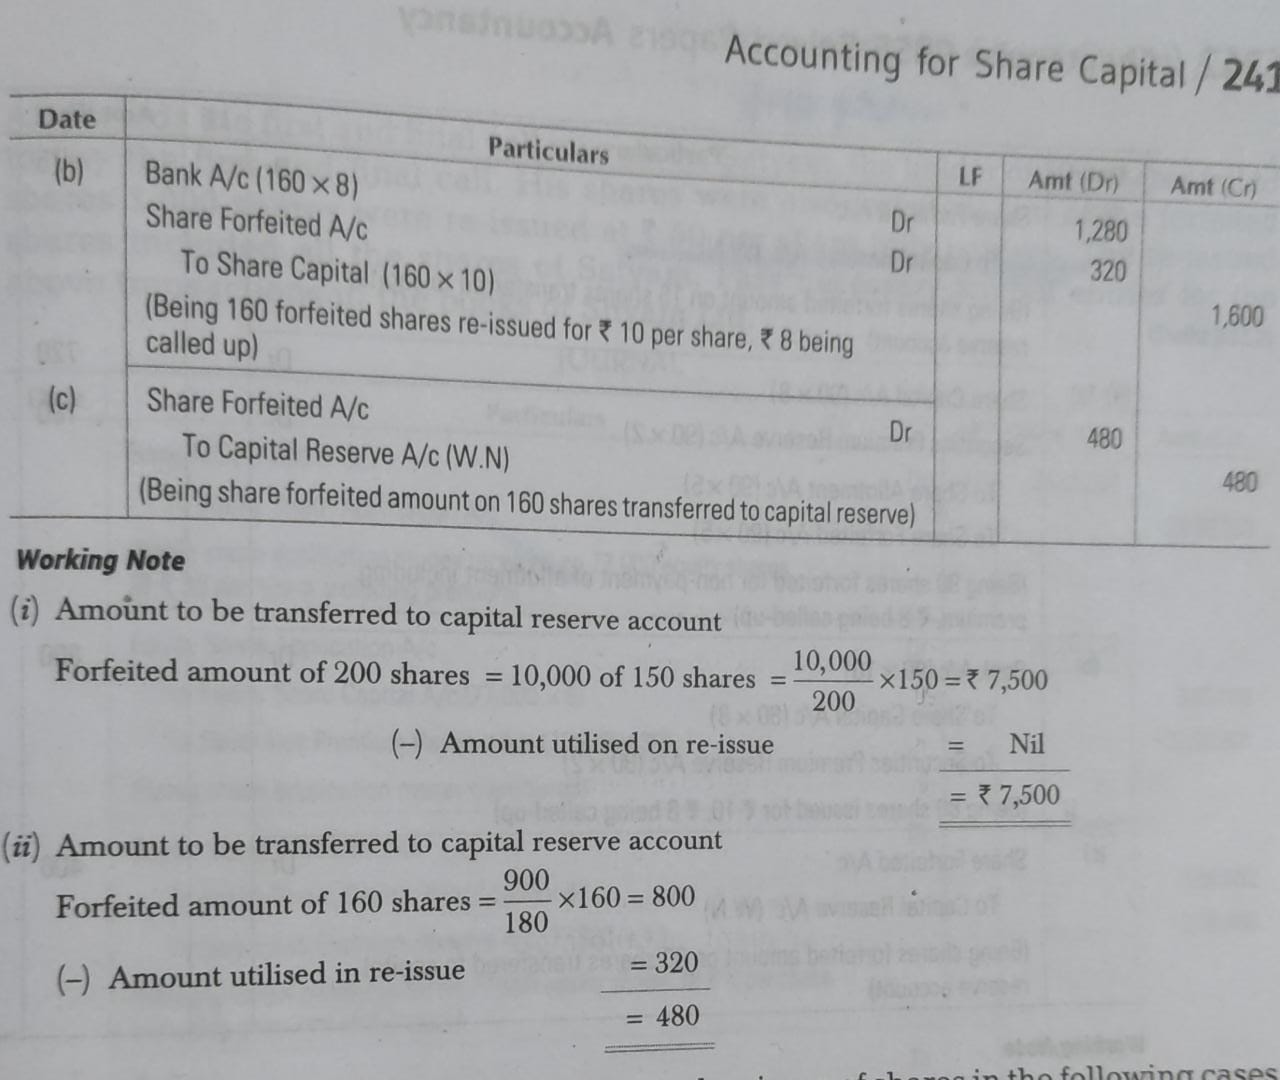 Accounting for Share Capital / 241
Date Particulars LF Amt (Dr) Amt (Cr)
(b) Bank A/c (160 × 8) Dr 1,280
Share Forfeited A/c Dr 320
To Share Capital (160 × 10) 1,600
(Being 160 forfeited shares re-issued for ₹ 10 per share, ₹ 8 being
called up)
(c) Share Forfeited A/c Dr 480
To Capital Reserve A/c (W.N) 480
(Being share forfeited amount on 160 shares transferred to capital reserve)
Working Note
(i) Amount to be transferred to capital reserve account
Forfeited amount of 200 shares = 10,000 of 150 shares = 10,000/200 ×150 = ₹ 7,500
(–) Amount utilised on re-issue = Nil
= ₹ 7,500
(ii) Amount to be transferred to capital reserve account
Forfeited amount of 160 shares = 900/180 ×160 = 800
(–) Amount utilised in re-issue = 320
= 480
of shares in the following cases